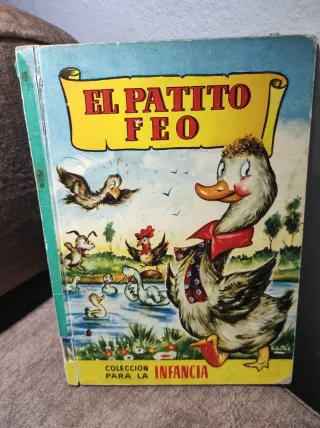 EL PATITO
FEO
COLECCION
PARA LA INFANCIA